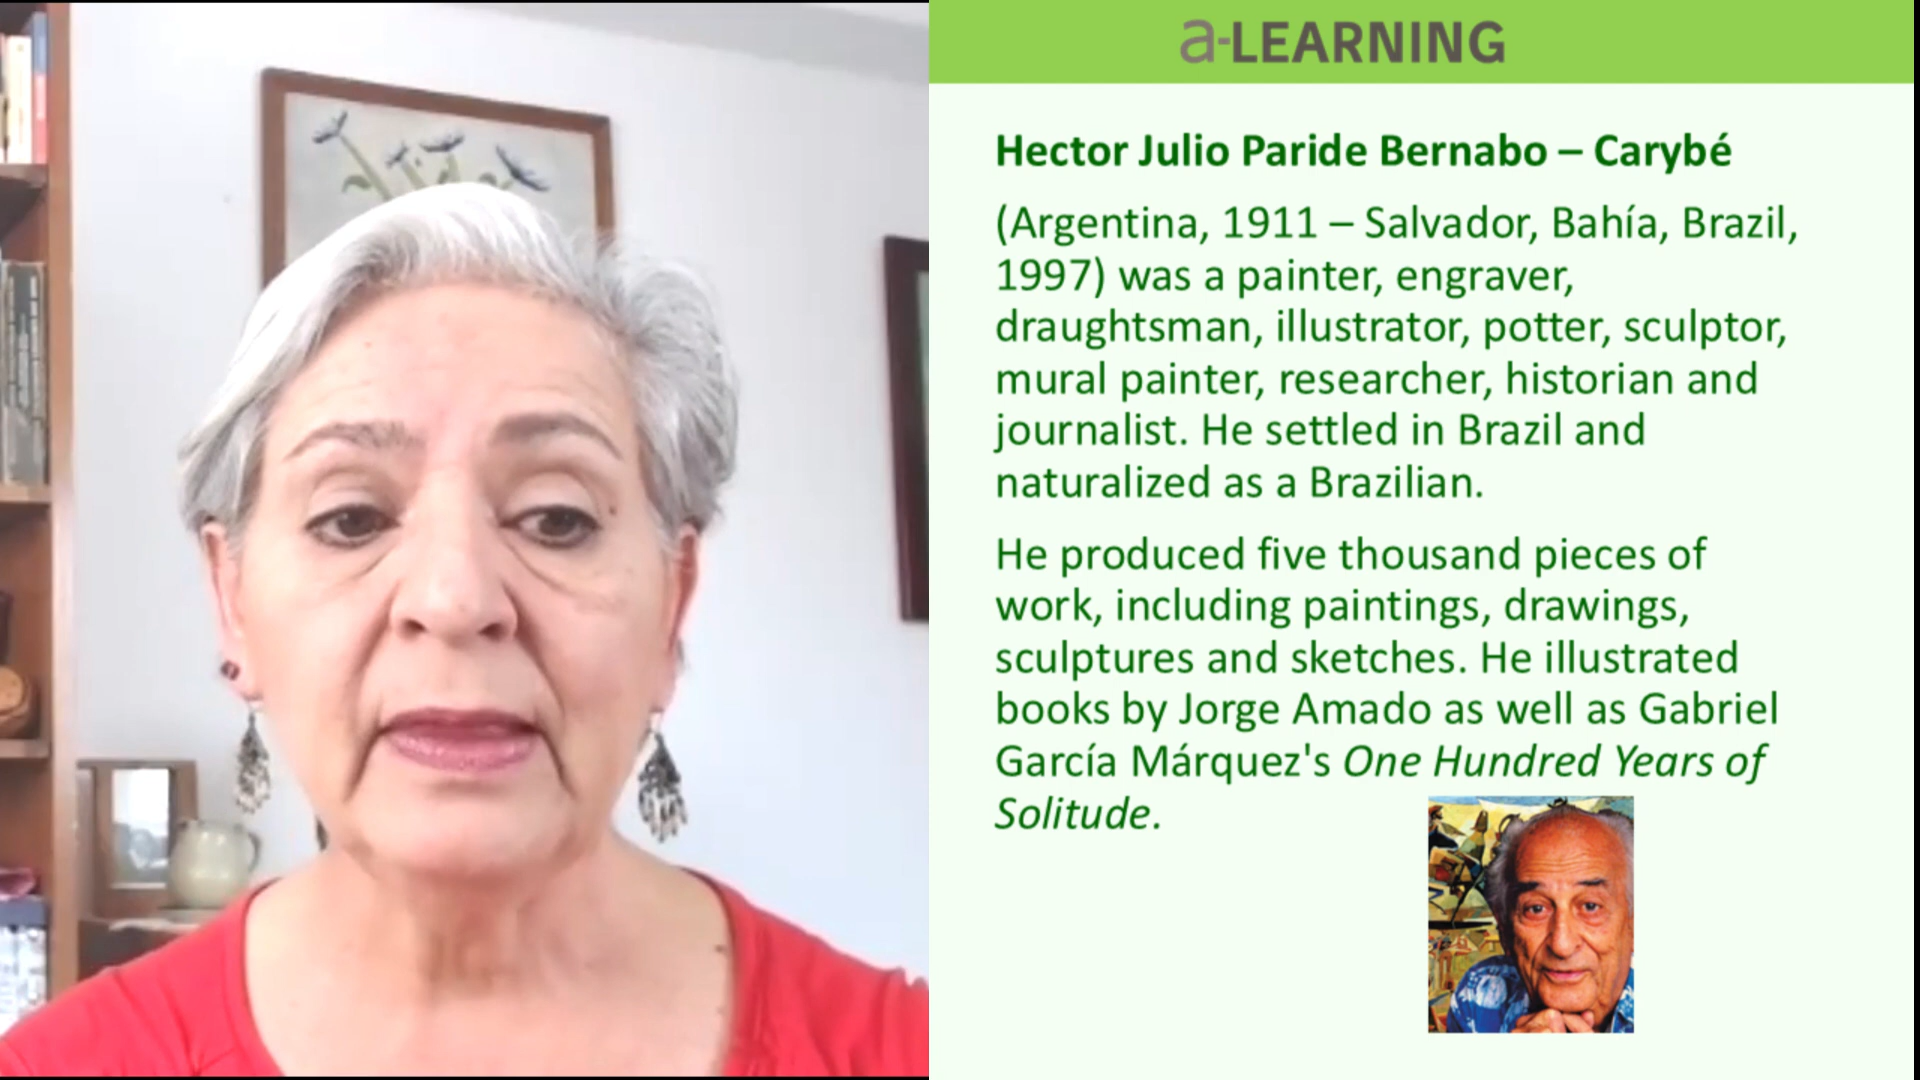 a-LEARNING
Hector Julio Paride Bernabo – Carybé
(Argentina, 1911 – Salvador, Bahía, Brazil,
1997) was a painter, engraver,
draughtsman, illustrator, potter, sculptor,
mural painter, researcher, historian and
journalist. He settled in Brazil and
naturalized as a Brazilian.
He produced five thousand pieces of
work, including paintings, drawings,
sculptures and sketches. He illustrated
books by Jorge Amado as well as Gabriel
García Márquez's One Hundred Years of
Solitude.